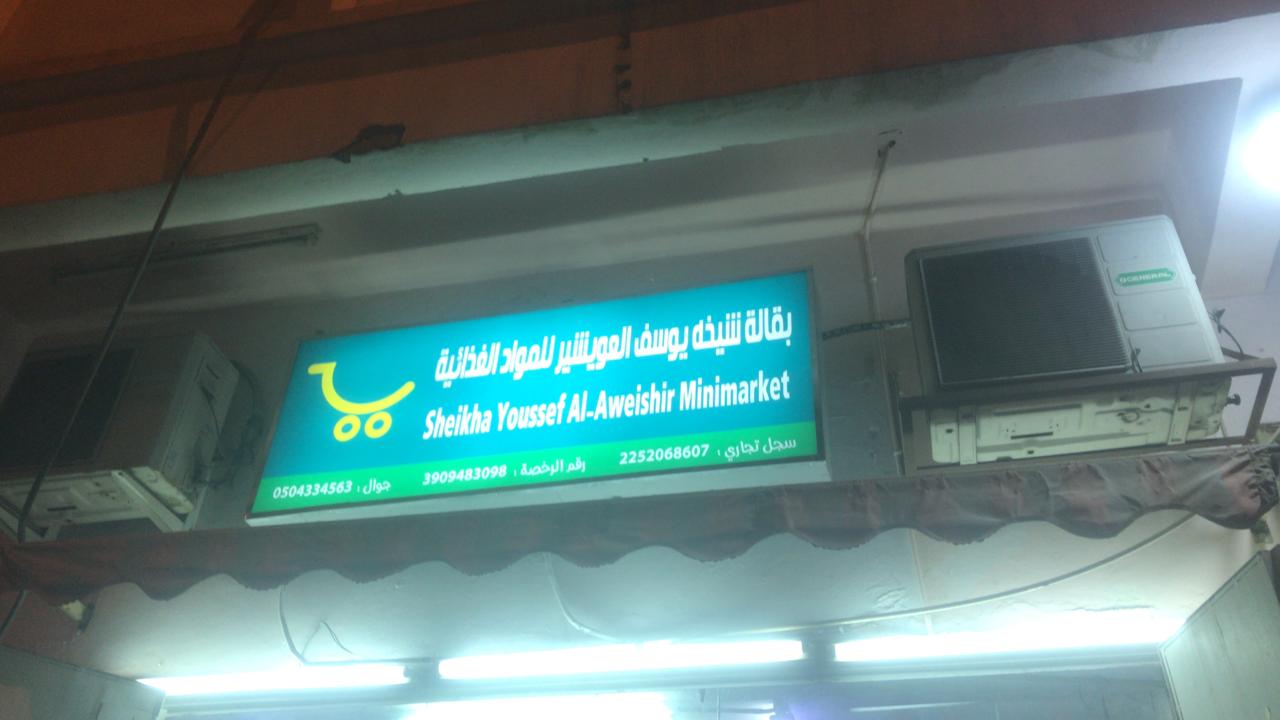 بقالة شيخه يوسف العويشير للمواد الغذائية
Sheikha Youssef Al-Aweishir Minimarket
سجل تجاري : 2252068607 رقم الرخصة : 3909483098 جوال : 0504334563
GENERAL